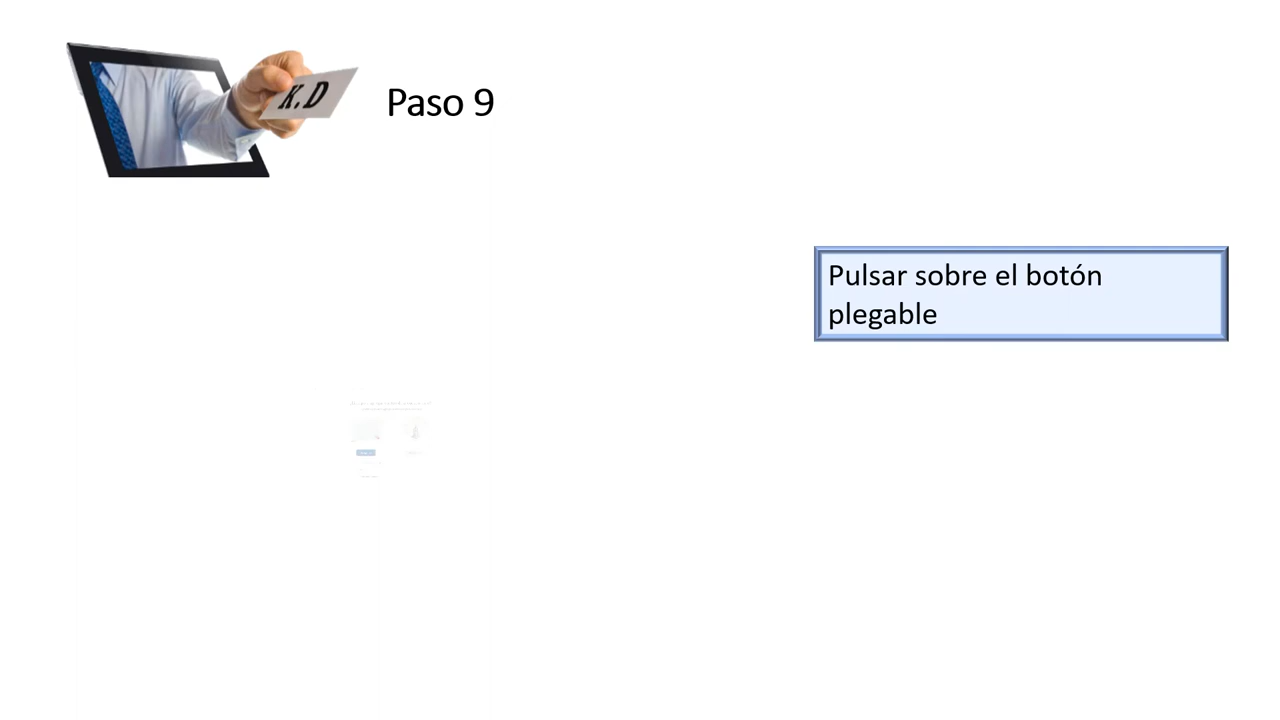 K.D
Paso 9
Pulsar sobre el botón
plegable